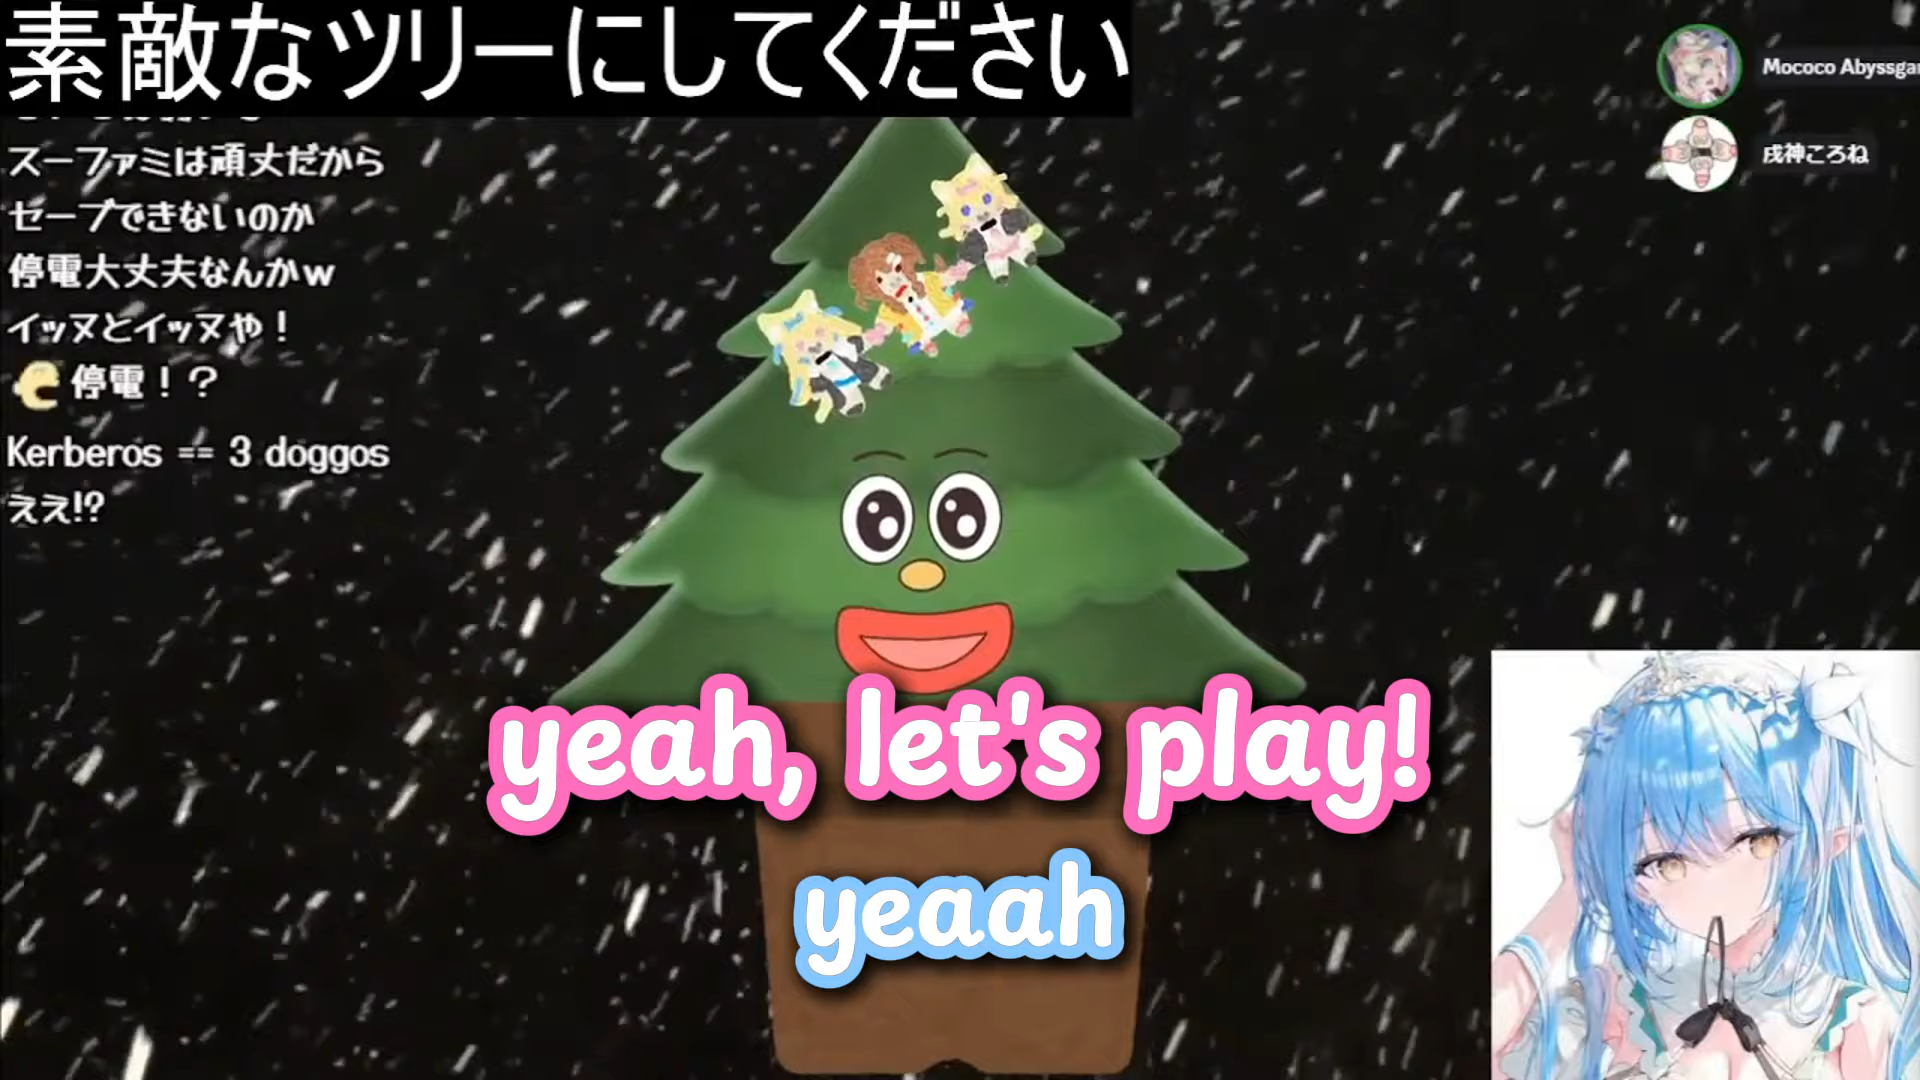 素敵なツリーにしてください
Mococo Abyssgar
戌神ころね
スーファミは頑丈だから
セーブできないのか
停電大丈夫なんかw
イッヌとイッヌや！
停電！？
Kerberos == 3 doggos
ええ!?
yeah, let's play!
yeaah